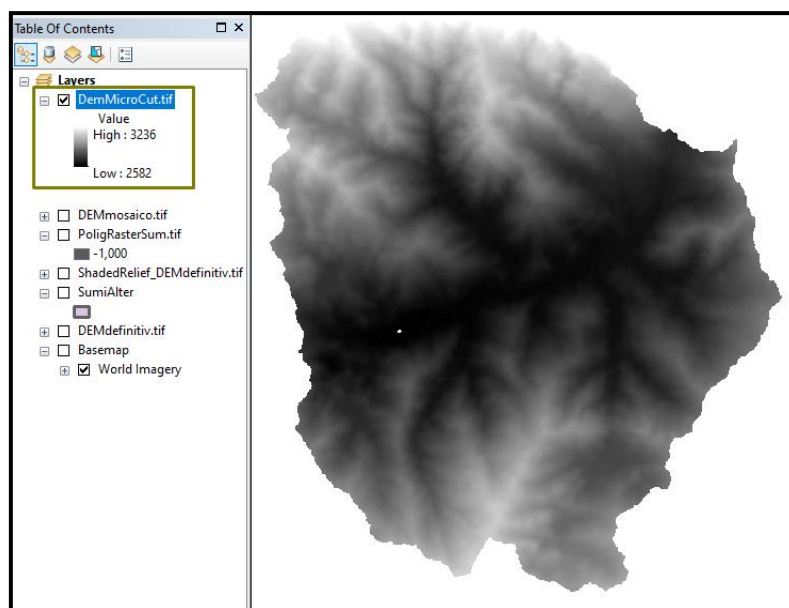 Table Of Contents
Layers
DemMicroCut.tif
Value
High : 3236
Low : 2582
DEMmosaico.tif
PoligRasterSum.tif
-1,000
ShadedRelief_DEMdefinitiv.tif
SumiAlter
DEMdefinitiv.tif
Basemap
World Imagery